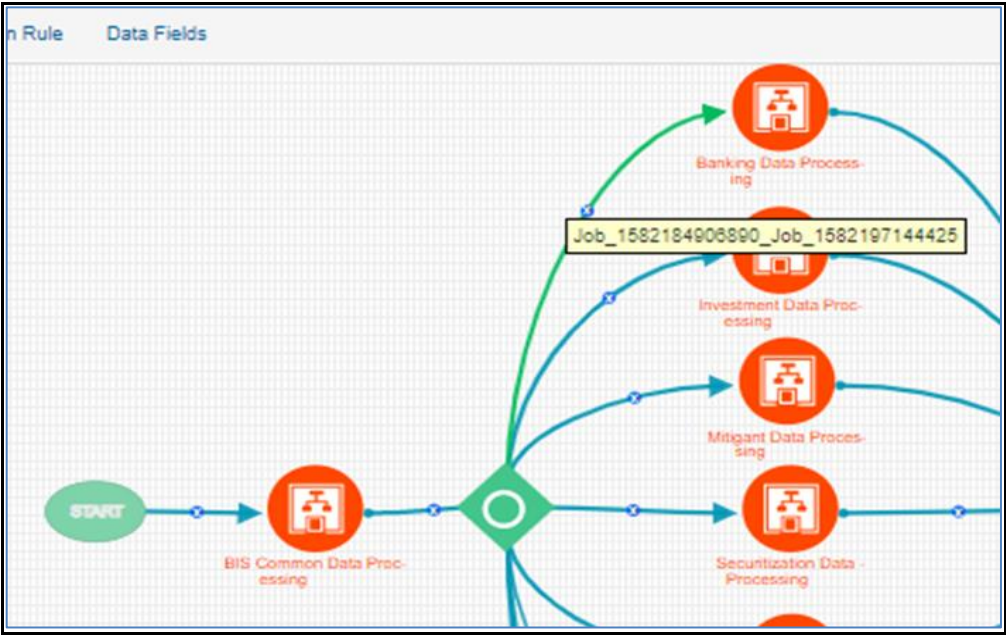 n Rule Data Fields
Banking Data Process-
ing
Job_1582184906890_Job_1582197144425
Investment Data Proc-
essing
Mitigant Data Proces-
sing
START
BIS Common Data Proc-
essing
Securitization Data -
Processing